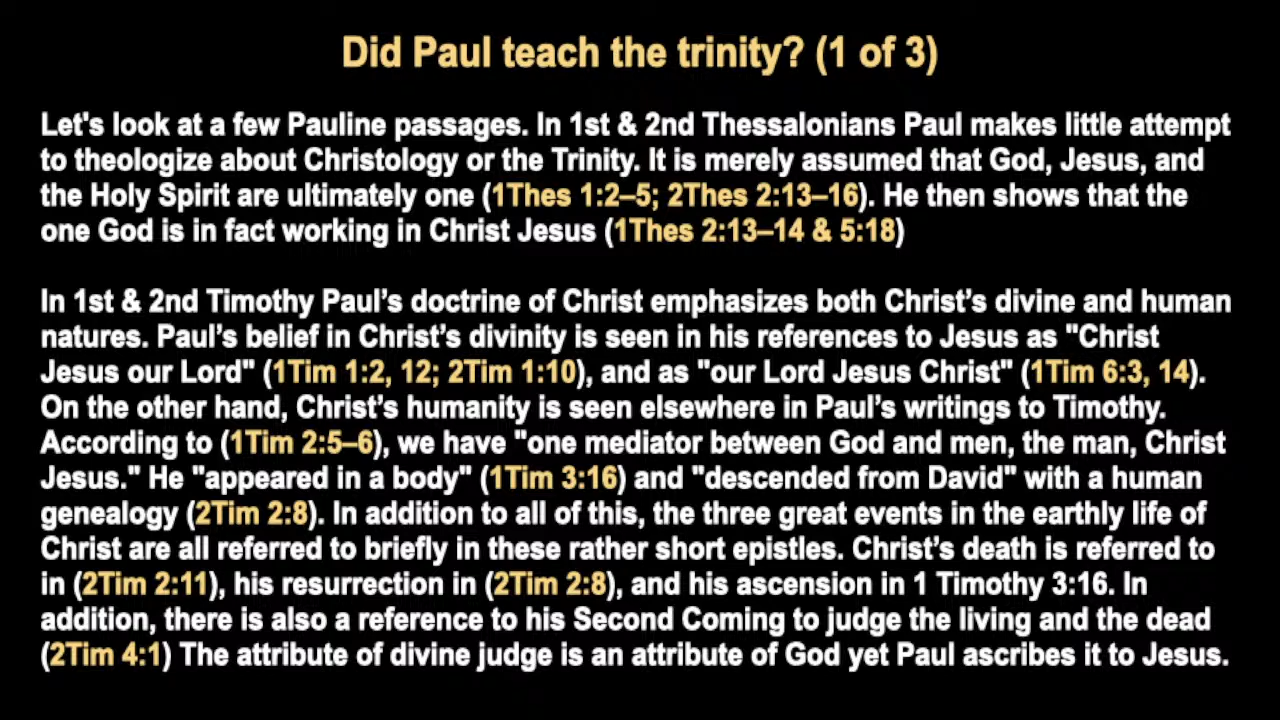 Did Paul teach the trinity? (1 of 3)
Let's look at a few Pauline passages. In 1st & 2nd Thessalonians Paul makes little attempt
to theologize about Christology or the Trinity. It is merely assumed that God, Jesus, and
the Holy Spirit are ultimately one (1Thes 1:2–5; 2Thes 2:13–16). He then shows that the
one God is in fact working in Christ Jesus (1Thes 2:13–14 & 5:18)
In 1st & 2nd Timothy Paul’s doctrine of Christ emphasizes both Christ’s divine and human
natures. Paul’s belief in Christ’s divinity is seen in his references to Jesus as "Christ
Jesus our Lord" (1Tim 1:2, 12; 2Tim 1:10), and as "our Lord Jesus Christ" (1Tim 6:3, 14).
On the other hand, Christ’s humanity is seen elsewhere in Paul’s writings to Timothy.
According to (1Tim 2:5–6), we have "one mediator between God and men, the man, Christ
Jesus." He "appeared in a body" (1Tim 3:16) and "descended from David" with a human
genealogy (2Tim 2:8). In addition to all of this, the three great events in the earthly life of
Christ are all referred to briefly in these rather short epistles. Christ’s death is referred to
in (2Tim 2:11), his resurrection in (2Tim 2:8), and his ascension in 1 Timothy 3:16. In
addition, there is also a reference to his Second Coming to judge the living and the dead
(2Tim 4:1) The attribute of divine judge is an attribute of God yet Paul ascribes it to Jesus.